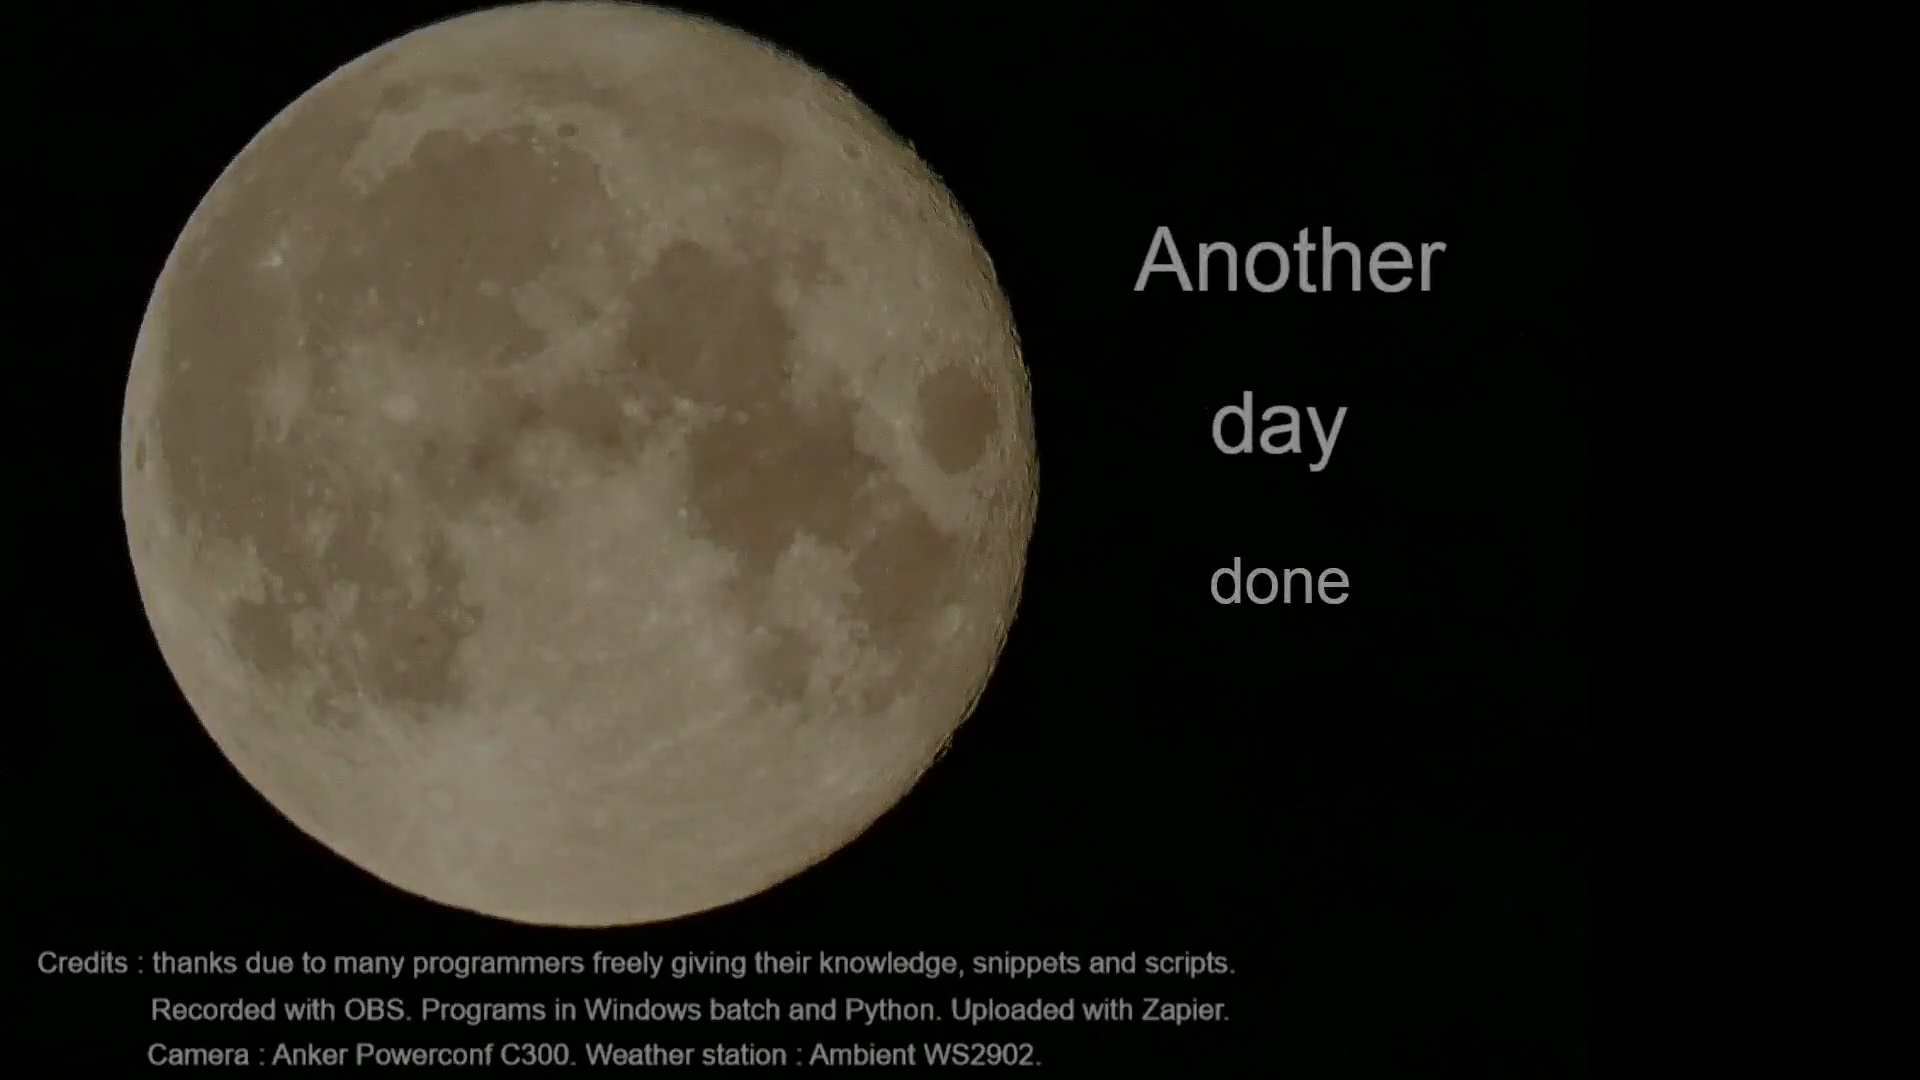 Another
day
done
Credits : thanks due to many programmers freely giving their knowledge, snippets and scripts.
Recorded with OBS. Programs in Windows batch and Python. Uploaded with Zapier.
Camera : Anker Powerconf C300. Weather station : Ambient WS2902.